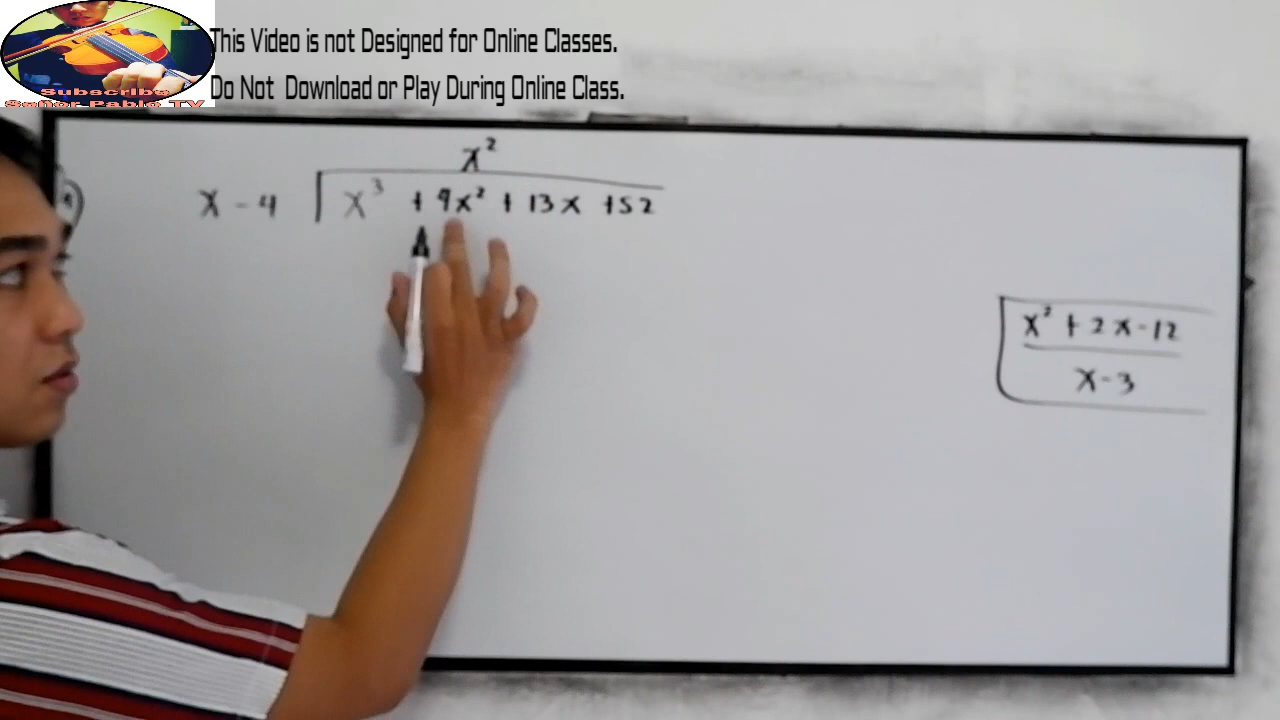 This Video is not Designed for Online Classes.
Do Not Download or Play During Online Class.
Subscribe
Señor Pablo TV
x²
x - 4 x³ + 9x² + 13x + 52
x² + 2x - 12
x - 3